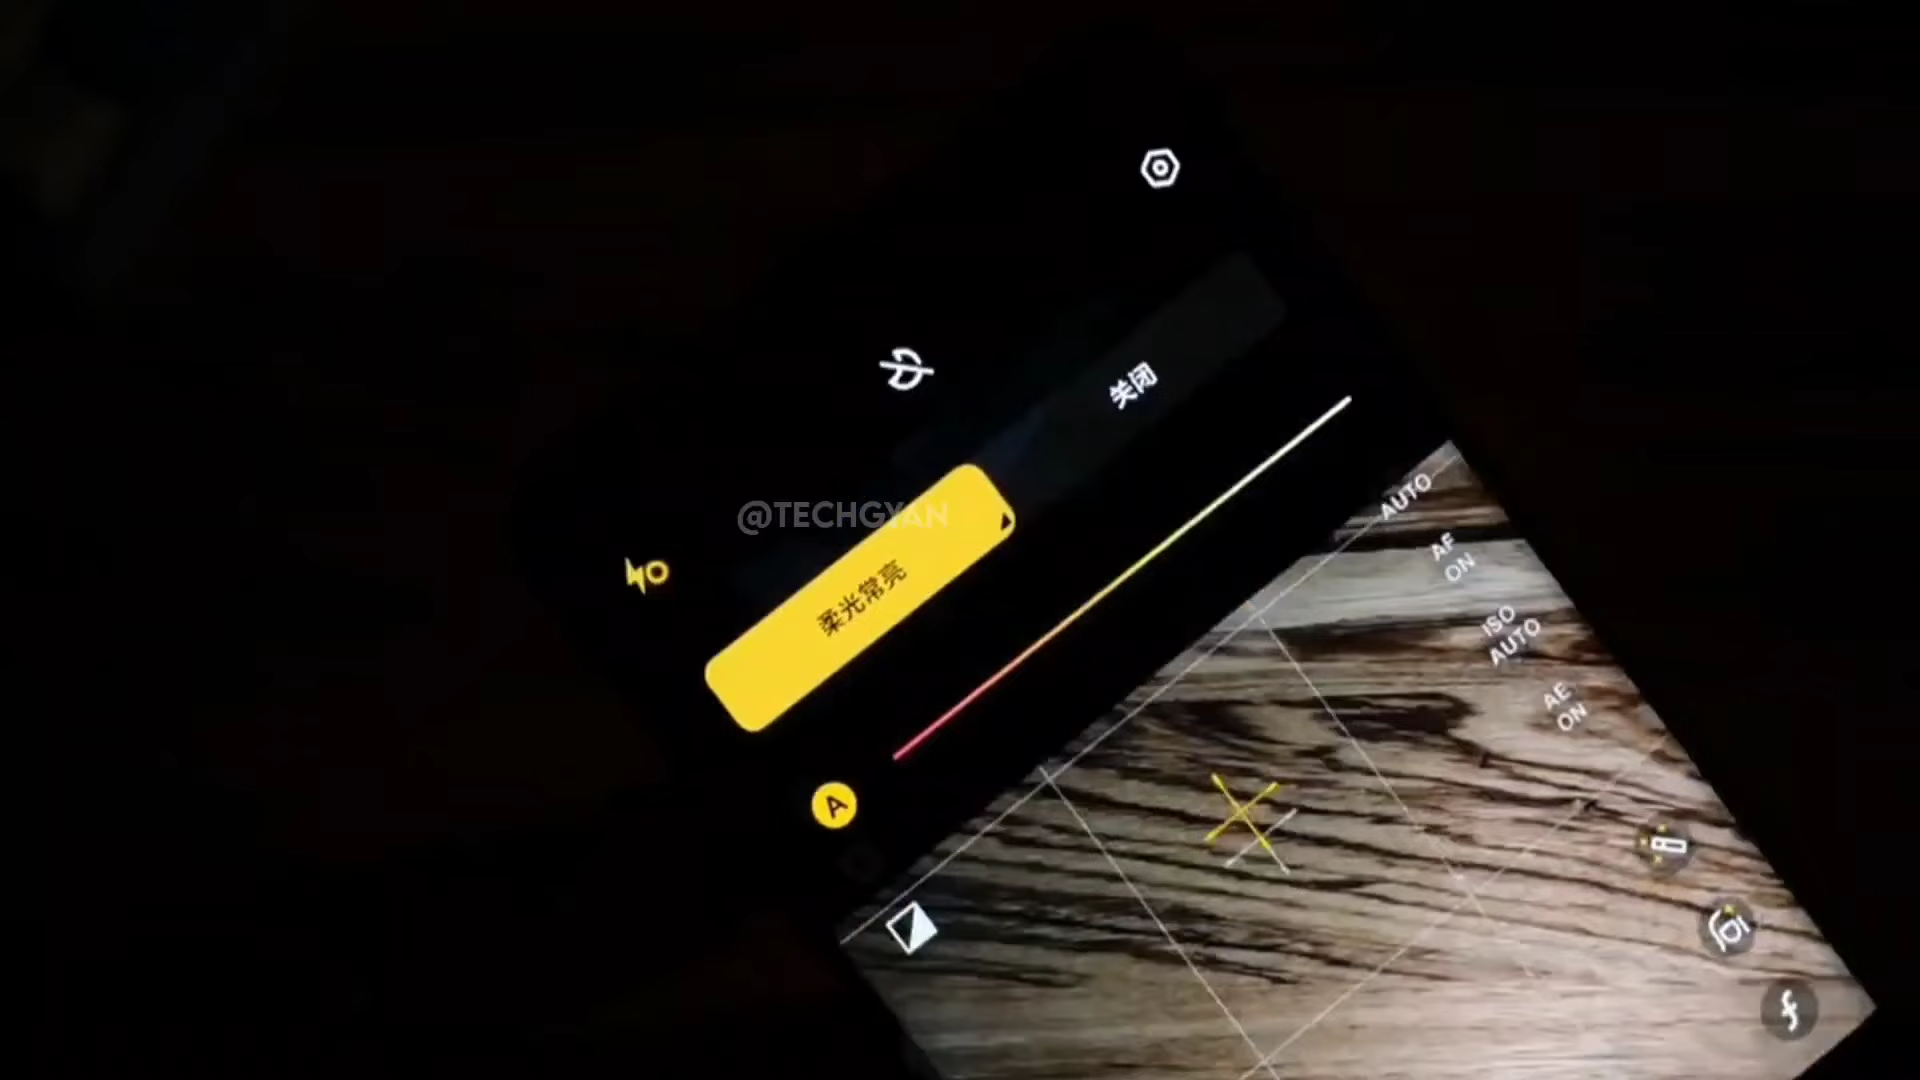 关闭
@TECHGYAN
柔光常亮
A
AUTO
AF
ON
ISO
AUTO
AE
ON